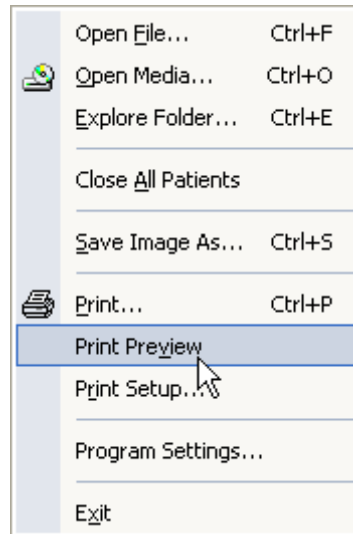 Open File... Ctrl+F
Open Media... Ctrl+O
Explore Folder... Ctrl+E
Close All Patients
Save Image As... Ctrl+S
Print... Ctrl+P
Print Preview
Print Setup...
Program Settings...
Exit